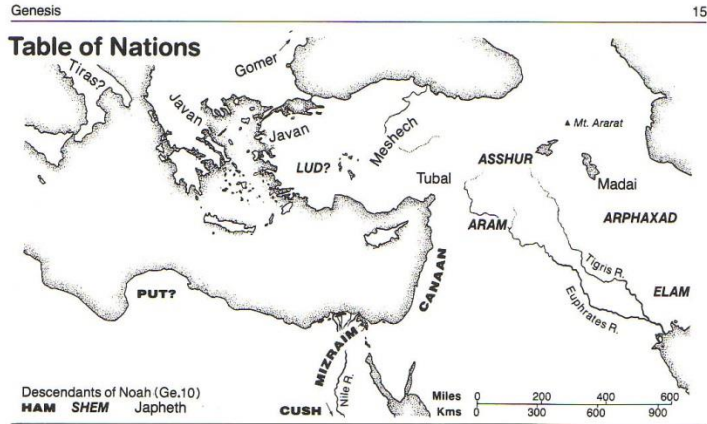 Genesis 15
Table of Nations
Tiras?
Gomer
Javan
Javan
Meshech
Mt. Ararat
LUD?
ASSHUR
Tubal
Madai
ARAM
ARPHAXAD
CANAAN
Tigris R.
PUT?
Euphrates R.
ELAM
MIZRAIM
Nile R.
CUSH
Descendants of Noah (Ge.10)
HAM SHEM Japheth
Miles 0 200 400 600
Kms 0 300 600 900